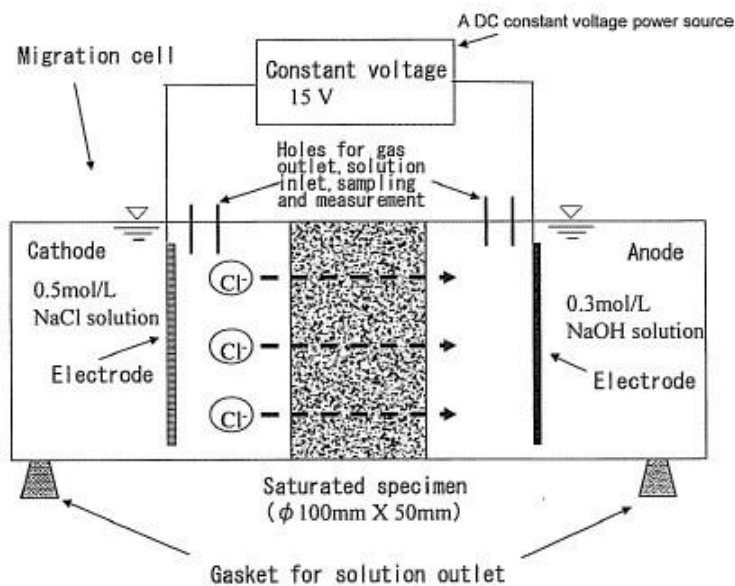 A DC constant voltage power source
Migration cell
Constant voltage
15 V
Holes for gas
outlet, solution
inlet, sampling
and measurement
Cathode
0.5mol/L
NaCl solution
Electrode
Cl-
Cl-
Cl-
Anode
0.3mol/L
NaOH solution
Electrode
Saturated specimen
(φ 100mm X 50mm)
Gasket for solution outlet